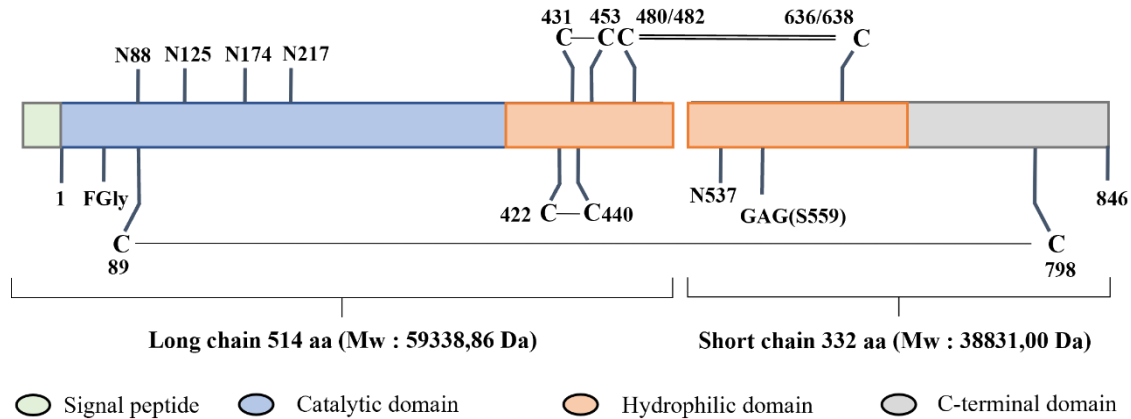 431 453 480/482 636/638
C C C C
N88 N125 N174 N217
1 FGly N537 846
GAG(S559)
422 C C 440
C C
89 798
Long chain 514 aa (Mw : 59338,86 Da) Short chain 332 aa (Mw : 38831,00 Da)
Signal peptide Catalytic domain Hydrophilic domain C-terminal domain